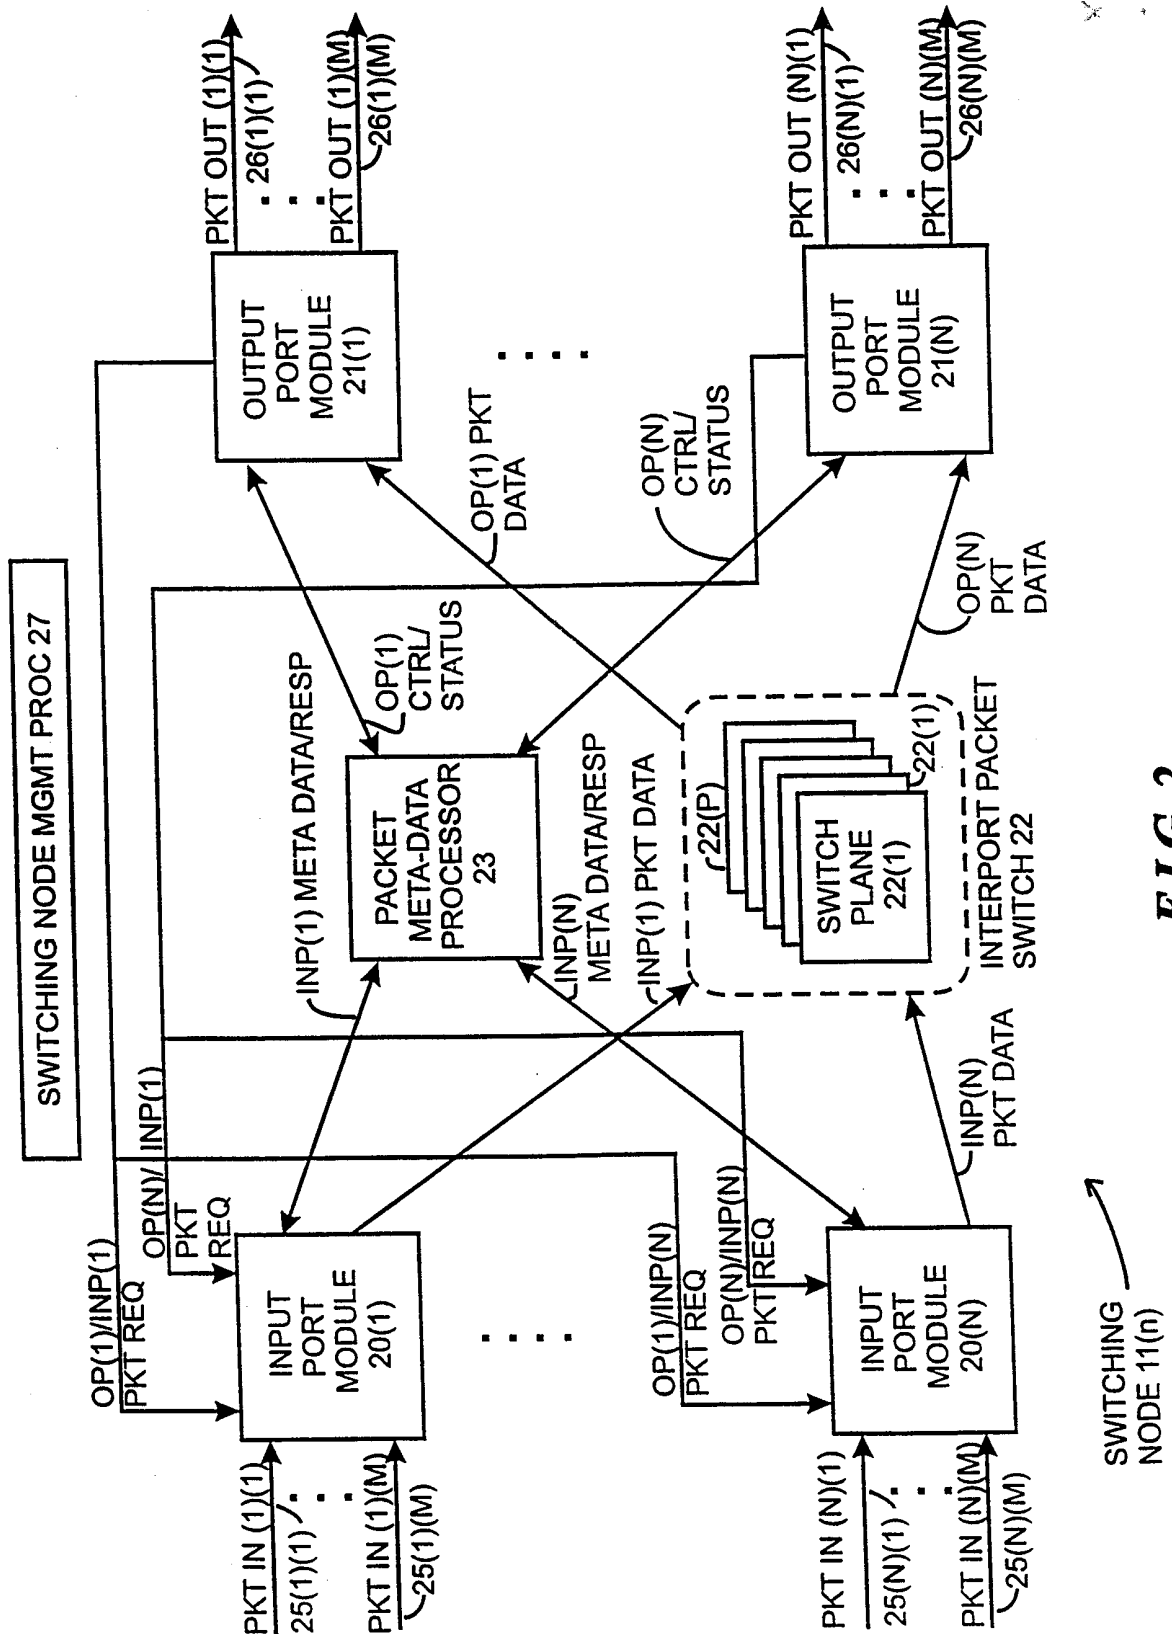 SWITCHING NODE MGMT PROC 27
OP(1)/INP(1)
PKT REQ
OP(N)/ INP(1)
PKT
REQ
PKT IN (1)(1)
25(1)(1)
PKT IN (1)(M)
25(1)(M)
INPUT
PORT
MODULE
20(1)
INP(1) META DATA/RESP
PACKET
META-DATA
PROCESSOR
23
OP(1)
CTRL/
STATUS
OUTPUT
PORT
MODULE
21(1)
PKT OUT (1)(1)
26(1)(1)
PKT OUT (1)(M)
26(1)(M)
OP(1) PKT
DATA
INP(N)
META DATA/RESP
INP(1) PKT DATA
OP(N)
CTRL/
STATUS
OP(1)/INP(N)
PKT REQ
OP(N)/INP(N)
PKT REQ
PKT IN (N)(1)
25(N)(1)
PKT IN (N)(M)
25(N)(M)
INPUT
PORT
MODULE
20(N)
INP(N)
PKT DATA
22(P)
22(1)
SWITCH
PLANE
22(1)
INTERPORT PACKET
SWITCH 22
OP(N)
PKT
DATA
OUTPUT
PORT
MODULE
21(N)
PKT OUT (N)(1)
26(N)(1)
PKT OUT (N)(M)
26(N)(M)
SWITCHING
NODE 11(n)
FIG. 2